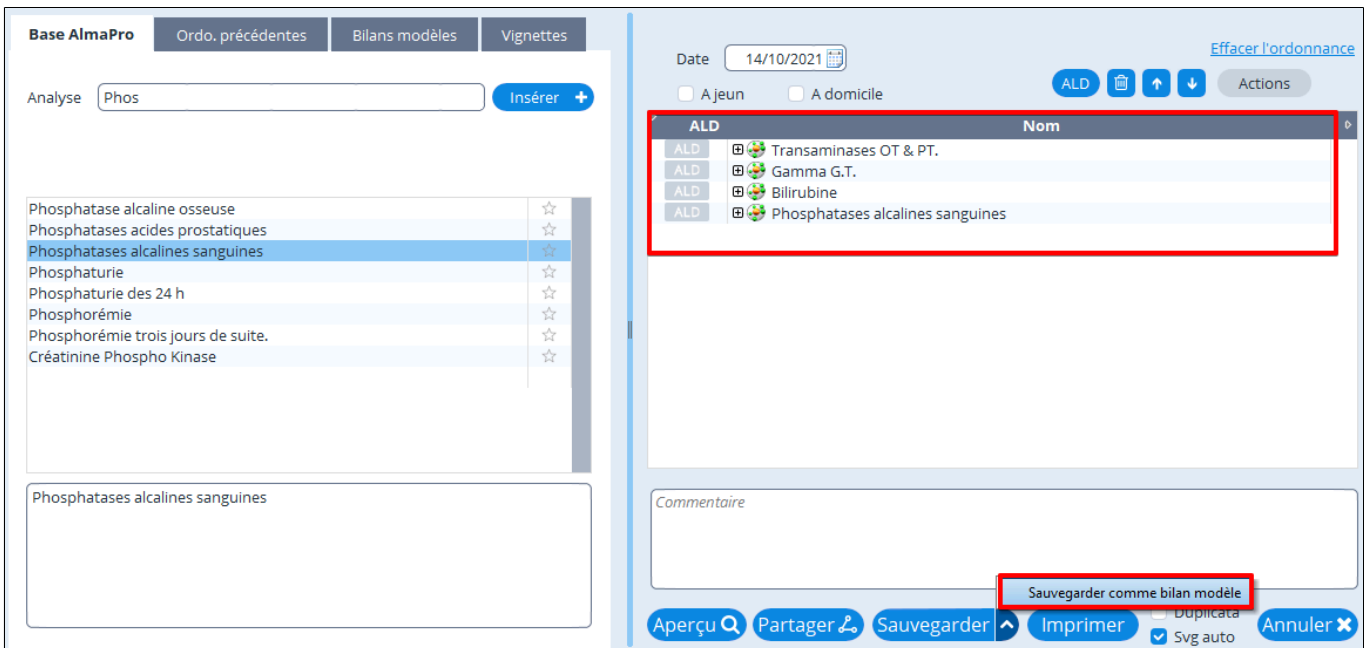 Base AlmaPro
Ordo. précédentes
Bilans modèles
Vignettes
Analyse
Phos
Insérer
Phosphatase alcaline osseuse
Phosphatases acides prostatiques
Phosphatases alcalines sanguines
Phosphaturie
Phosphaturie des 24 h
Phosphorémie
Phosphorémie trois jours de suite.
Créatinine Phospho Kinase
Phosphatases alcalines sanguines
Effacer l'ordonnance
Date 14/10/2021
A jeun
A domicile
ALD
Actions
ALD Nom
ALD Transaminases OT & PT.
ALD Gamma G.T.
ALD Bilirubine
ALD Phosphatases alcalines sanguines
Commentaire
Sauvegarder comme bilan modèle
Aperçu
Partager
Sauvegarder
Imprimer
Duplicata
Svg auto
Annuler